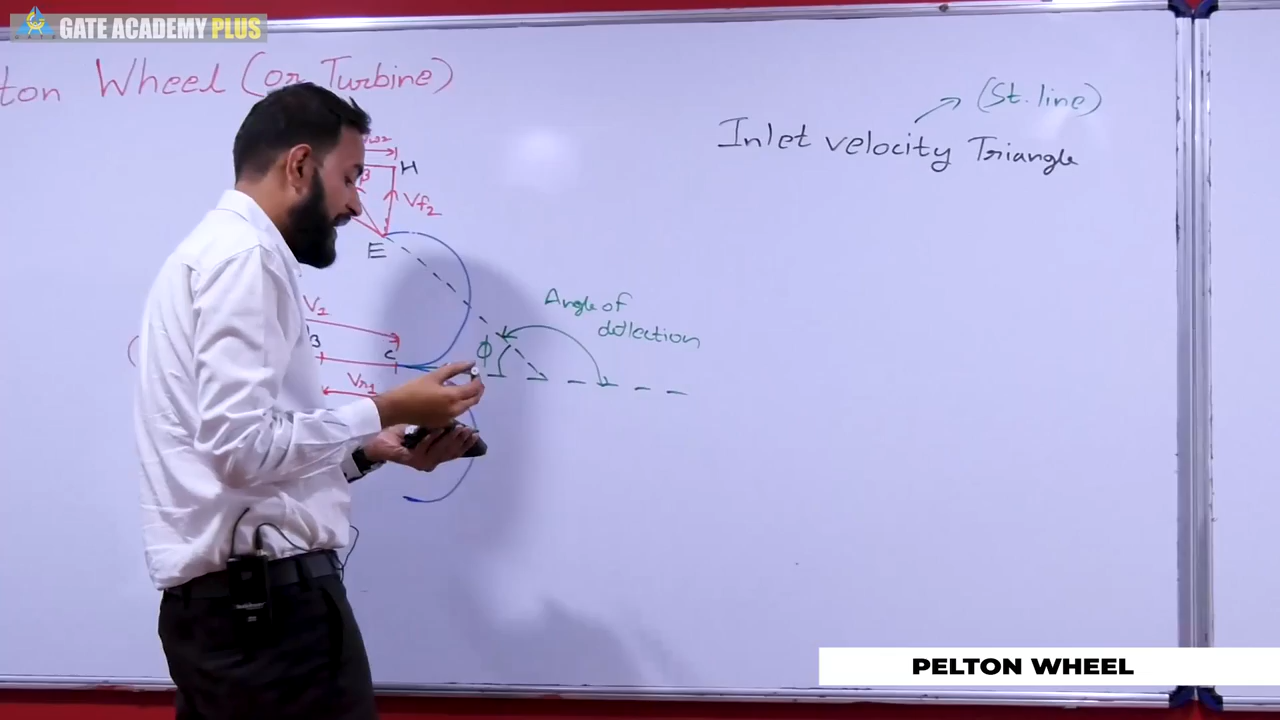 GATE ACADEMY PLUS
ton Wheel (or Turbine)
(St. line)
Inlet velocity Triangle
H
β
Vf2
E
Angle of
deflection
V1
B
C
ϕ
Vr1
PELTON WHEEL